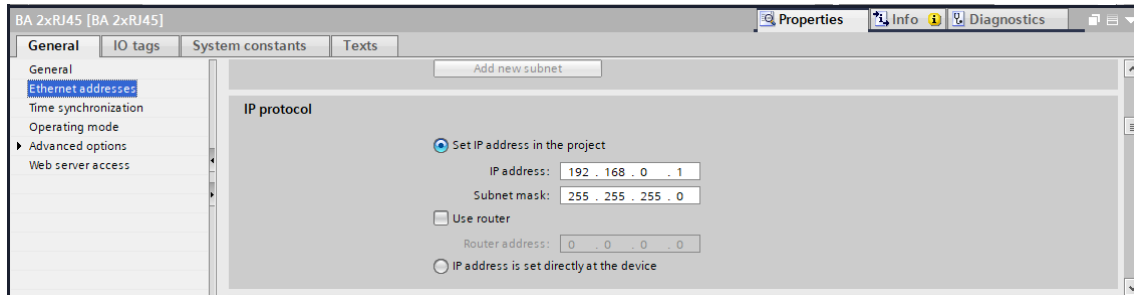 BA 2xRJ45 [BA 2xRJ45]
Properties
Info
Diagnostics
General
IO tags
System constants
Texts
General
Ethernet addresses
Time synchronization
Operating mode
Advanced options
Web server access
Add new subnet
IP protocol
Set IP address in the project
IP address: 192 . 168 . 0 . 1
Subnet mask: 255 . 255 . 255 . 0
Use router
Router address: 0 . 0 . 0 . 0
IP address is set directly at the device